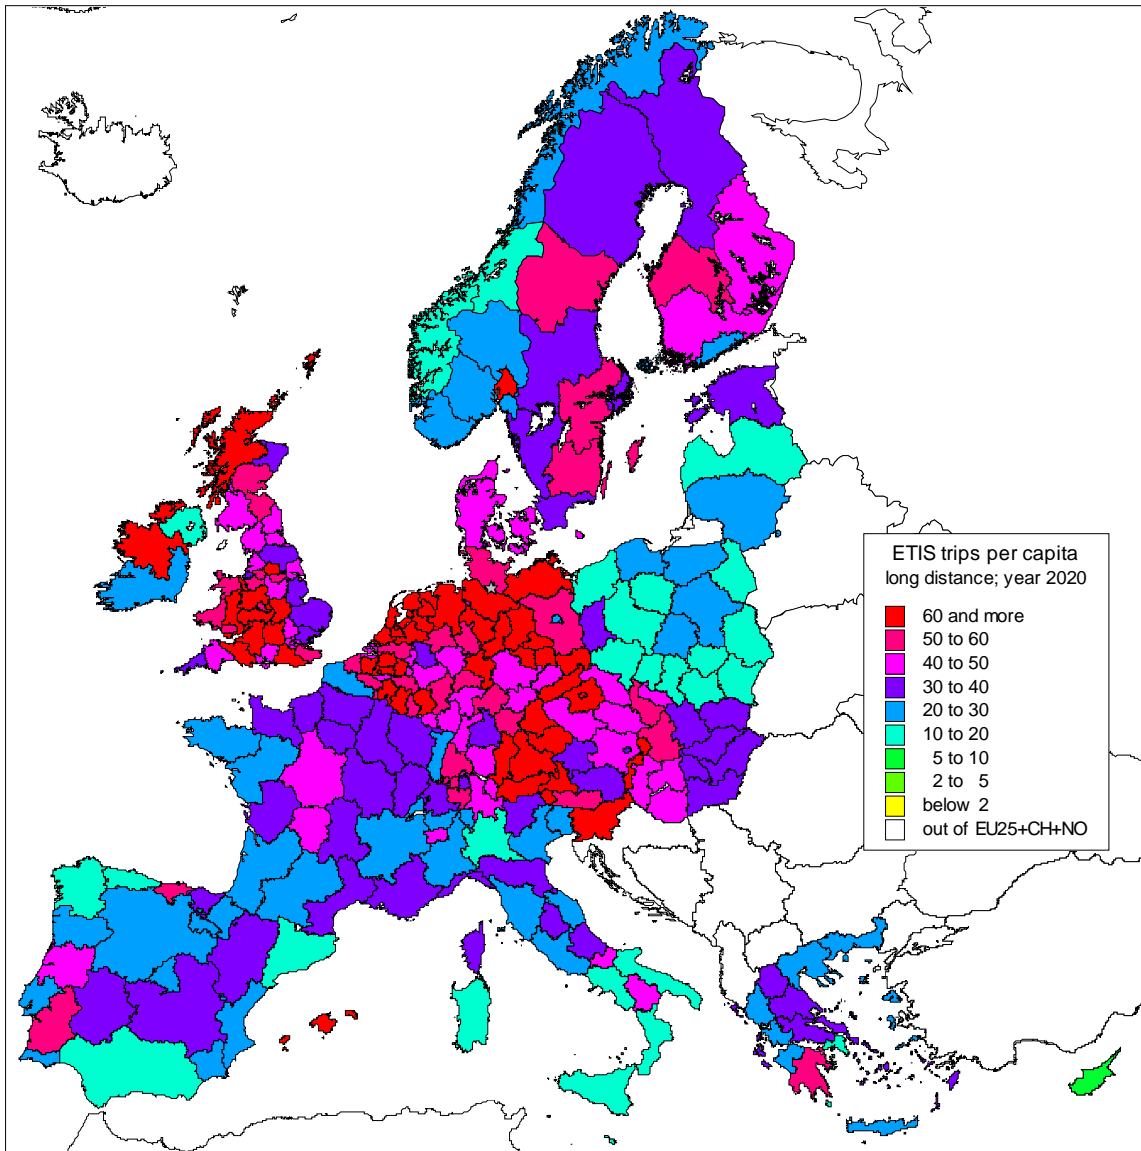 ETIS trips per capita
long distance; year 2020
60 and more
50 to 60
40 to 50
30 to 40
20 to 30
10 to 20
5 to 10
2 to 5
below 2
out of EU25+CH+NO